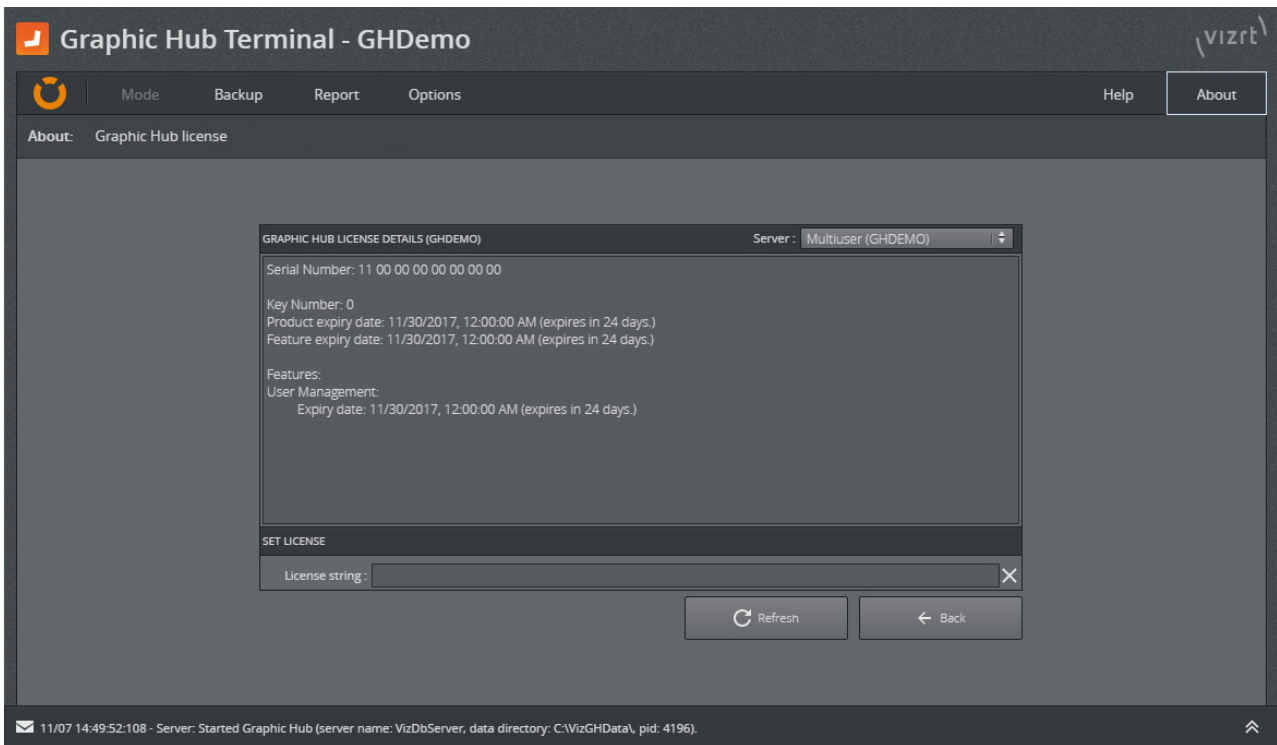 Graphic Hub Terminal - GHDemo
vizrt
Mode Backup Report Options Help About
About: Graphic Hub license
GRAPHIC HUB LICENSE DETAILS (GHDEMO) Server : Multiuser (GHDEMO)
Serial Number: 11 00 00 00 00 00 00 00
Key Number: 0
Product expiry date: 11/30/2017, 12:00:00 AM (expires in 24 days.)
Feature expiry date: 11/30/2017, 12:00:00 AM (expires in 24 days.)
Features:
User Management:
Expiry date: 11/30/2017, 12:00:00 AM (expires in 24 days.)
SET LICENSE
License string :
Refresh Back
11/07 14:49:52:108 - Server: Started Graphic Hub (server name: VizDbServer, data directory: C:\VizGHData\, pid: 4196).